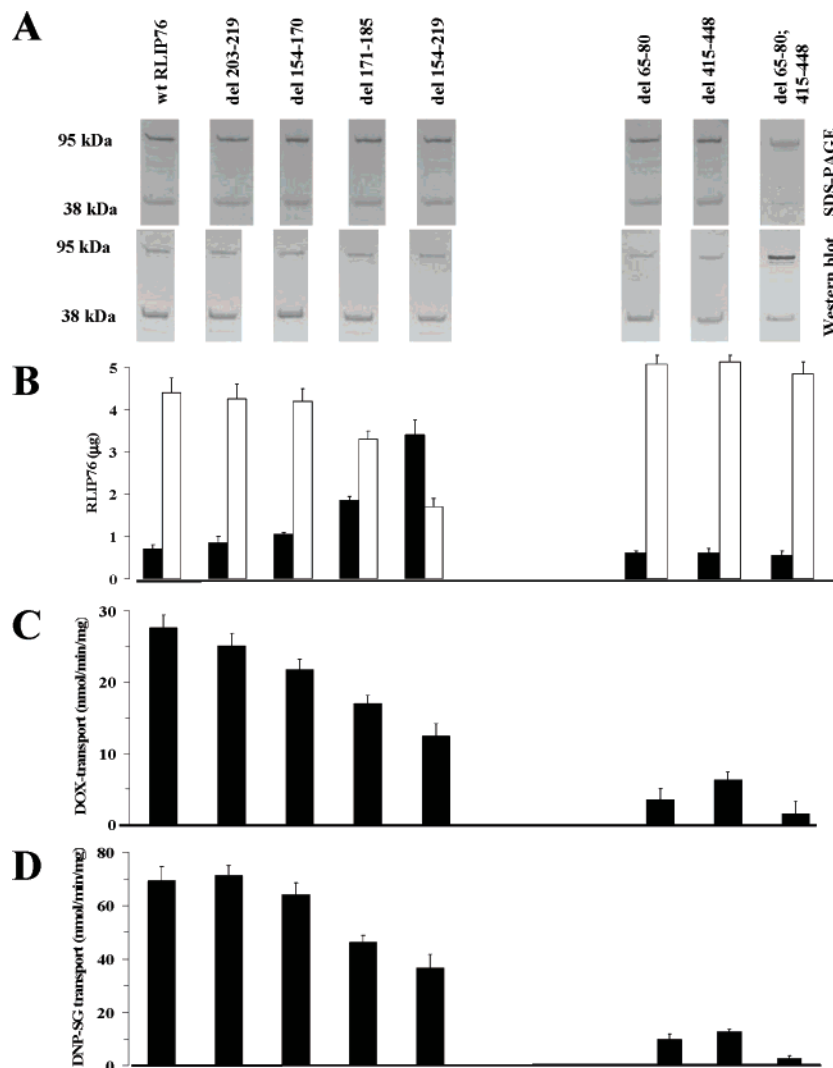 A
wt RLIP76
del 203-219
del 154-170
del 171-185
del 154-219
del 65-80
del 415-448
del 65-80;
415-448
95 kDa
38 kDa
SDS-PAGE
95 kDa
38 kDa
Western blot
B
RLIP76 (µg)
5
4
3
2
1
0
C
DOX-transport (nmol/min/mg)
30
20
10
0
D
DNP-SG transport (nmol/min/mg)
80
60
40
20
0